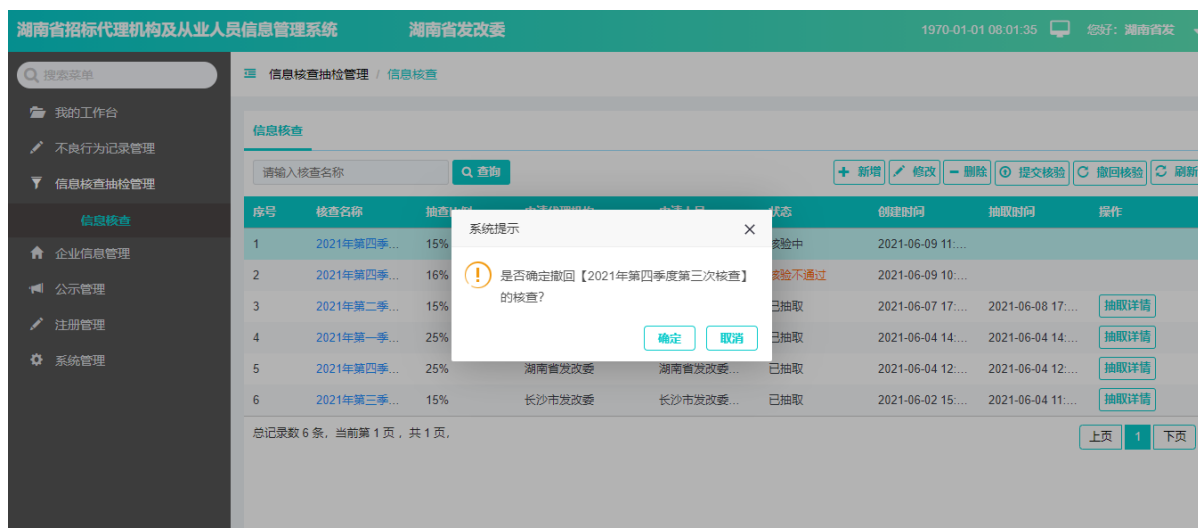 湖南省招标代理机构及从业人员信息管理系统 湖南省发改委 1970-01-01 08:01:35 您好：湖南省发
搜索菜单
信息核查抽检管理 / 信息核查
我的工作台
不良行为记录管理
信息核查抽检管理
信息核查
企业信息管理
公示管理
注册管理
系统管理
信息核查
请输入核查名称 查询 新增 修改 删除 提交核验 撤回核验 刷新
序号 核查名称 状态 创建时间 抽取时间 操作
1 2021年第四季... 15% 核验中 2021-06-09 11:...
2 2021年第四季... 16% 核验不通过 2021-06-09 10:...
3 2021年第二季... 15% 已抽取 2021-06-07 17:... 2021-06-08 17:... 抽取详情
4 2021年第一季... 25% 已抽取 2021-06-04 14:... 2021-06-04 14:... 抽取详情
5 2021年第四季... 25% 湖南省发改委 湖南省发改委... 已抽取 2021-06-04 12:... 2021-06-04 12:... 抽取详情
6 2021年第三季... 15% 长沙市发改委 长沙市发改委... 已抽取 2021-06-02 15:... 2021-06-04 11:... 抽取详情
总记录数 6 条, 当前第 1 页 , 共 1 页,
上页 1 下页
系统提示
是否确定撤回【2021年第四季度第三次核查】
的核查?
确定 取消